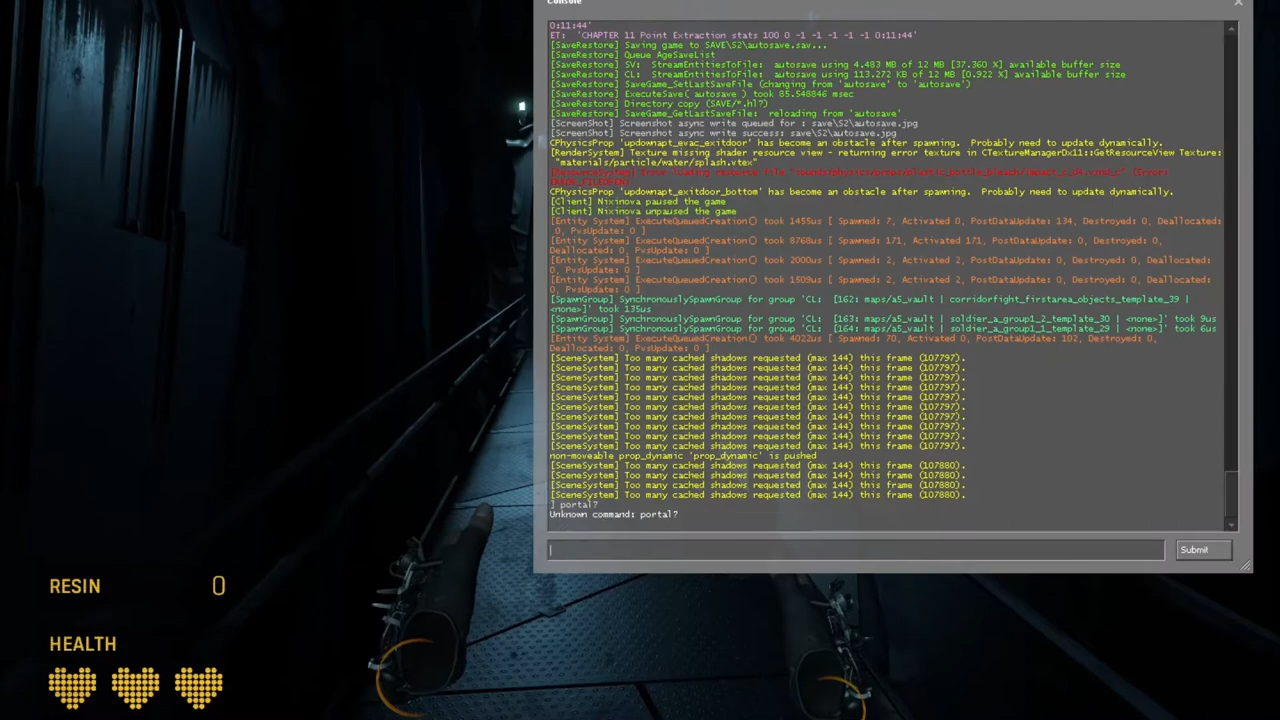 Console
0:11:44'
ET:  'CHAPTER 11 Point Extraction stats 100 0 -1 -1 -1 -1 -1 0:11:44'
[SaveRestore] Saving game to SAVE\S2\autosave.sav...
[SaveRestore] Queue AgeSaveList
[SaveRestore] SV:  StreamEntitiesToFile:  autosave using 4.483 MB of 12 MB [37.360 %] available buffer size
[SaveRestore] CL:  StreamEntitiesToFile:  autosave using 113.272 KB of 12 MB [0.922 %] available buffer size
[SaveRestore] SaveGame_SetLastSaveFile (changing from 'autosave' to 'autosave')
[SaveRestore] ExecuteSave( autosave ) took 85.548846 msec
[SaveRestore] Directory copy (SAVE/*.hl?)
[SaveRestore] SaveGame_GetLastSaveFile:  reloading from 'autosave'
[ScreenShot] Screenshot async write queued for : save\S2\autosave.jpg
[ScreenShot] Screenshot async write success: save\S2\autosave.jpg
CPhysicsProp 'updownapt_evac_exitdoor' has become an obstacle after spawning.  Probably need to update dynamically.
[RenderSystem] Texture missing shader resource view - returning error texture in CTextureManagerDx11::GetResourceView Texture:
"materials/particle/water/splash.vtex"
[ResourceSystem] Error loading resource file (Error:
CPhysicsProp 'updownapt_exitdoor_bottom' has become an obstacle after spawning.  Probably need to update dynamically.
[Client] Nixinova paused the game
[Client] Nixinova unpaused the game
[Entity System] ExecuteQueuedCreation() took 1455us [ Spawned: 7, Activated 0, PostDataUpdate: 134, Destroyed: 0, Deallocated:
0, PvsUpdate: 0 ]
[Entity System] ExecuteQueuedCreation() took 8768us [ Spawned: 171, Activated 171, PostDataUpdate: 0, Destroyed: 0,
Deallocated: 0, PvsUpdate: 0 ]
[Entity System] ExecuteQueuedCreation() took 2000us [ Spawned: 2, Activated 2, PostDataUpdate: 0, Destroyed: 0, Deallocated:
0, PvsUpdate: 0 ]
[Entity System] ExecuteQueuedCreation() took 1509us [ Spawned: 2, Activated 2, PostDataUpdate: 0, Destroyed: 0, Deallocated:
0, PvsUpdate: 0 ]
[SpawnGroup] SynchronouslySpawnGroup for group 'CL:  [162: maps/a5_vault | corridorfight_firstarea_objects_template_39 |
<none>]' took 135us
[SpawnGroup] SynchronouslySpawnGroup for group 'CL:  [163: maps/a5_vault | soldier_a_group1_2_template_30 | <none>]' took 9us
[SpawnGroup] SynchronouslySpawnGroup for group 'CL:  [164: maps/a5_vault | soldier_a_group1_1_template_29 | <none>]' took 6us
[Entity System] ExecuteQueuedCreation() took 4022us [ Spawned: 70, Activated 0, PostDataUpdate: 102, Destroyed: 0,
Deallocated: 0, PvsUpdate: 0 ]
[SceneSystem] Too many cached shadows requested (max 144) this frame (107797).
[SceneSystem] Too many cached shadows requested (max 144) this frame (107797).
[SceneSystem] Too many cached shadows requested (max 144) this frame (107797).
[SceneSystem] Too many cached shadows requested (max 144) this frame (107797).
[SceneSystem] Too many cached shadows requested (max 144) this frame (107797).
[SceneSystem] Too many cached shadows requested (max 144) this frame (107797).
[SceneSystem] Too many cached shadows requested (max 144) this frame (107797).
[SceneSystem] Too many cached shadows requested (max 144) this frame (107797).
[SceneSystem] Too many cached shadows requested (max 144) this frame (107797).
[SceneSystem] Too many cached shadows requested (max 144) this frame (107797).
non-moveable prop_dynamic 'prop_dynamic' is pushed
[SceneSystem] Too many cached shadows requested (max 144) this frame (107880).
[SceneSystem] Too many cached shadows requested (max 144) this frame (107880).
[SceneSystem] Too many cached shadows requested (max 144) this frame (107880).
[SceneSystem] Too many cached shadows requested (max 144) this frame (107880).
] portal?
Unknown command: portal?
Submit
RESIN 0
HEALTH